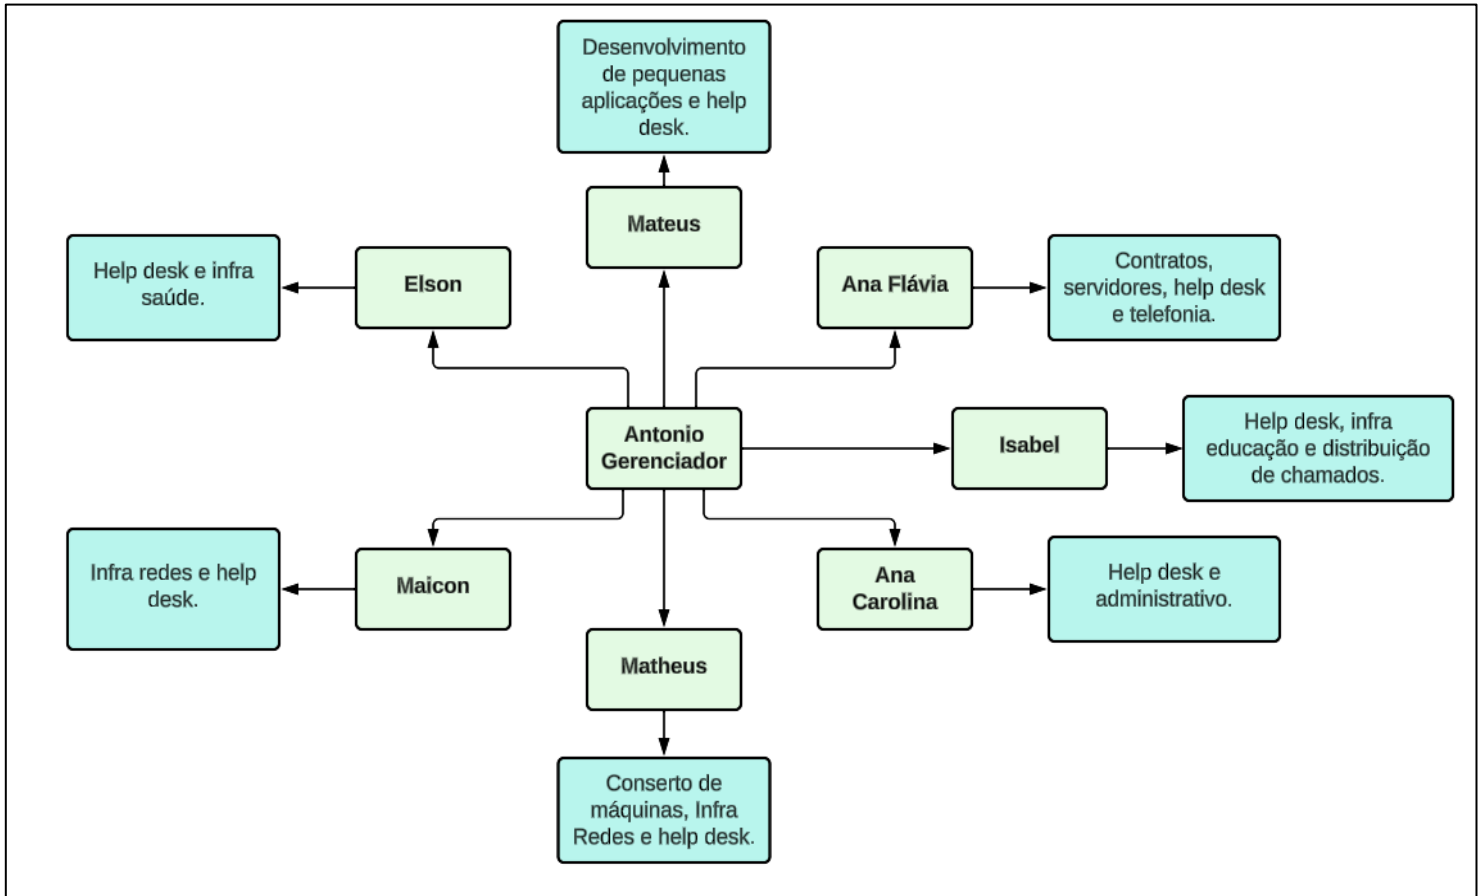 Desenvolvimento
de pequenas
aplicações e help
desk.
Mateus
Help desk e infra
saúde.
Elson
Ana Flávia
Contratos,
servidores, help desk
e telefonia.
Antonio
Gerenciador
Isabel
Help desk, infra
educação e distribuição
de chamados.
Infra redes e help
desk.
Maicon
Ana
Carolina
Help desk e
administrativo.
Matheus
Conserto de
máquinas, Infra
Redes e help desk.